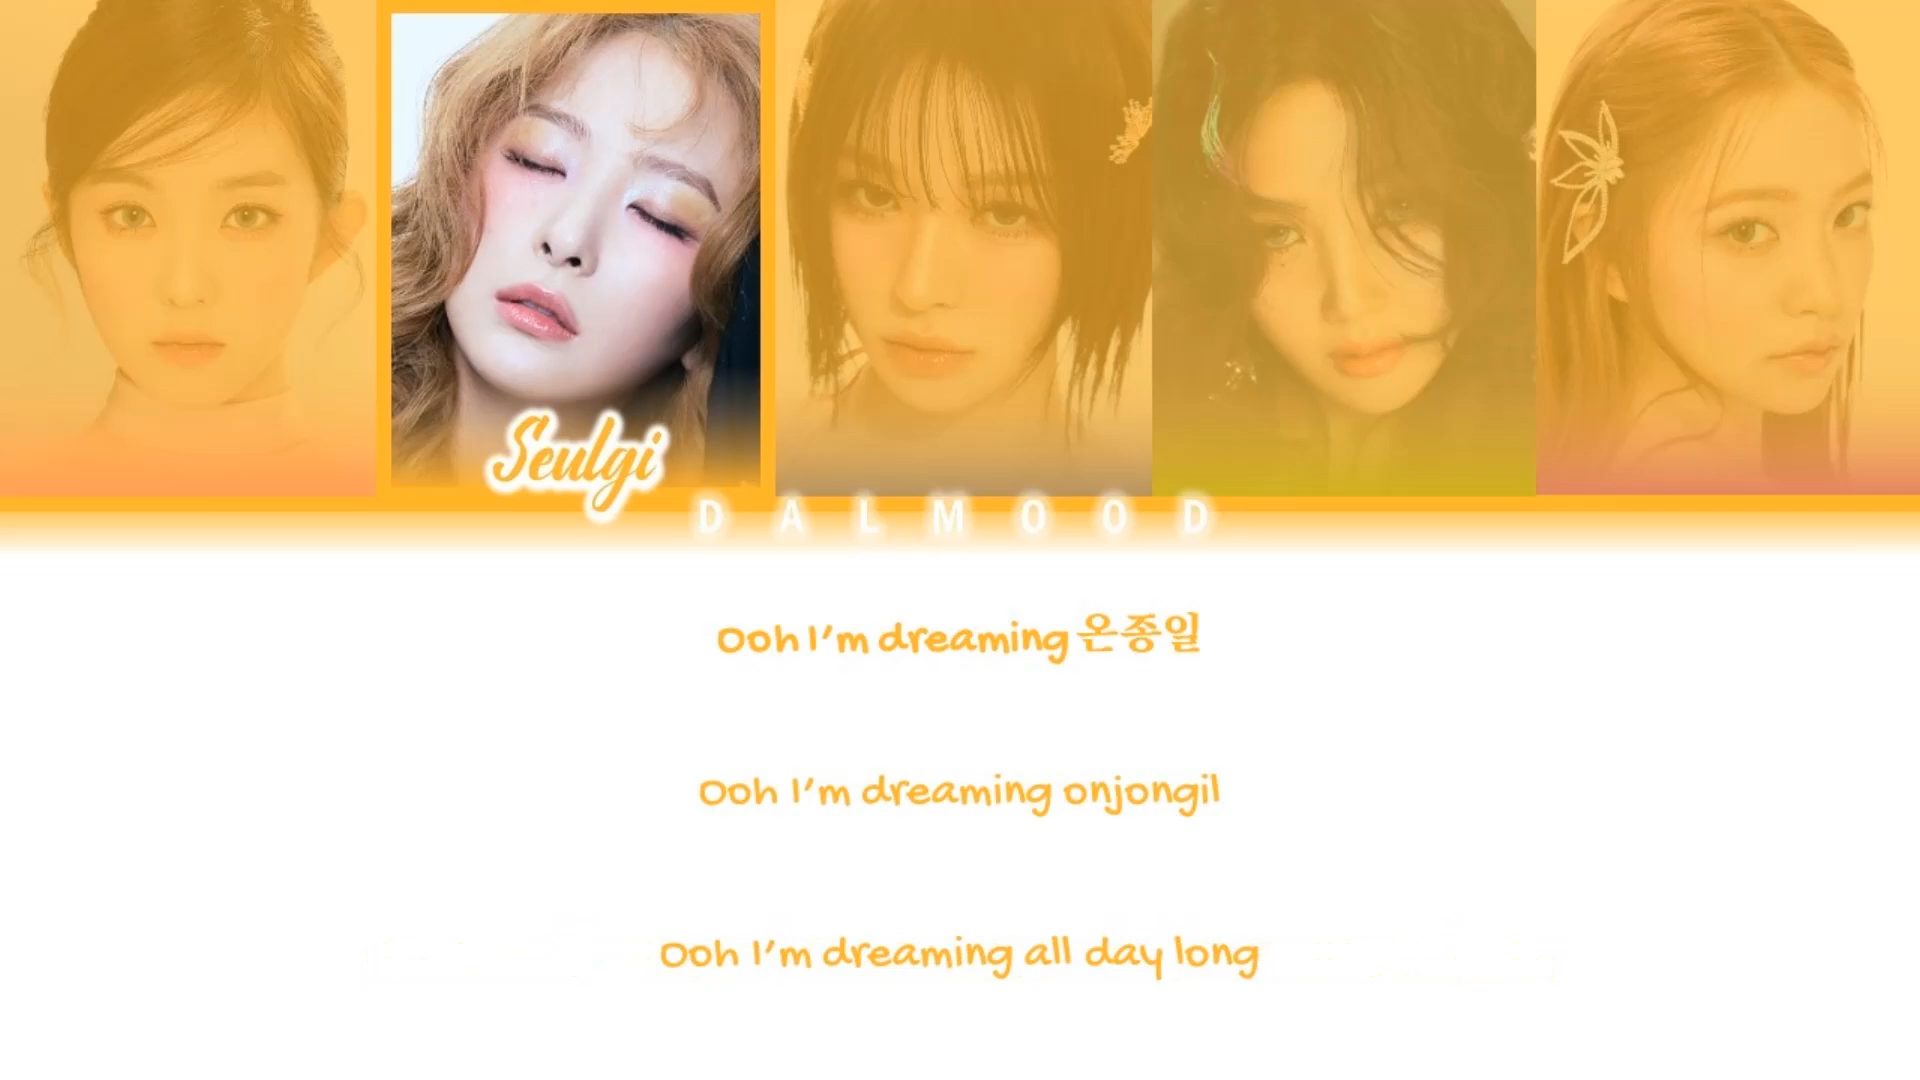 Seulgi
DALMOOD
Ooh I'm dreaming 온종일
Ooh I'm dreaming onjongil
Ooh I'm dreaming all day long